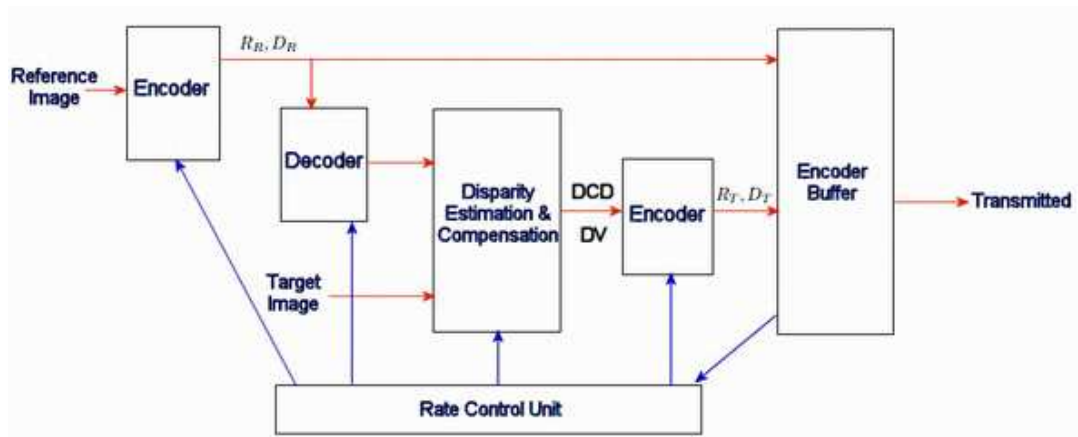 Reference
Image
Encoder
R_R, D_R
Decoder
Disparity
Estimation &
Compensation
Target
Image
DCD
DV
Encoder
R_T, D_T
Encoder
Buffer
Transmitted
Rate Control Unit